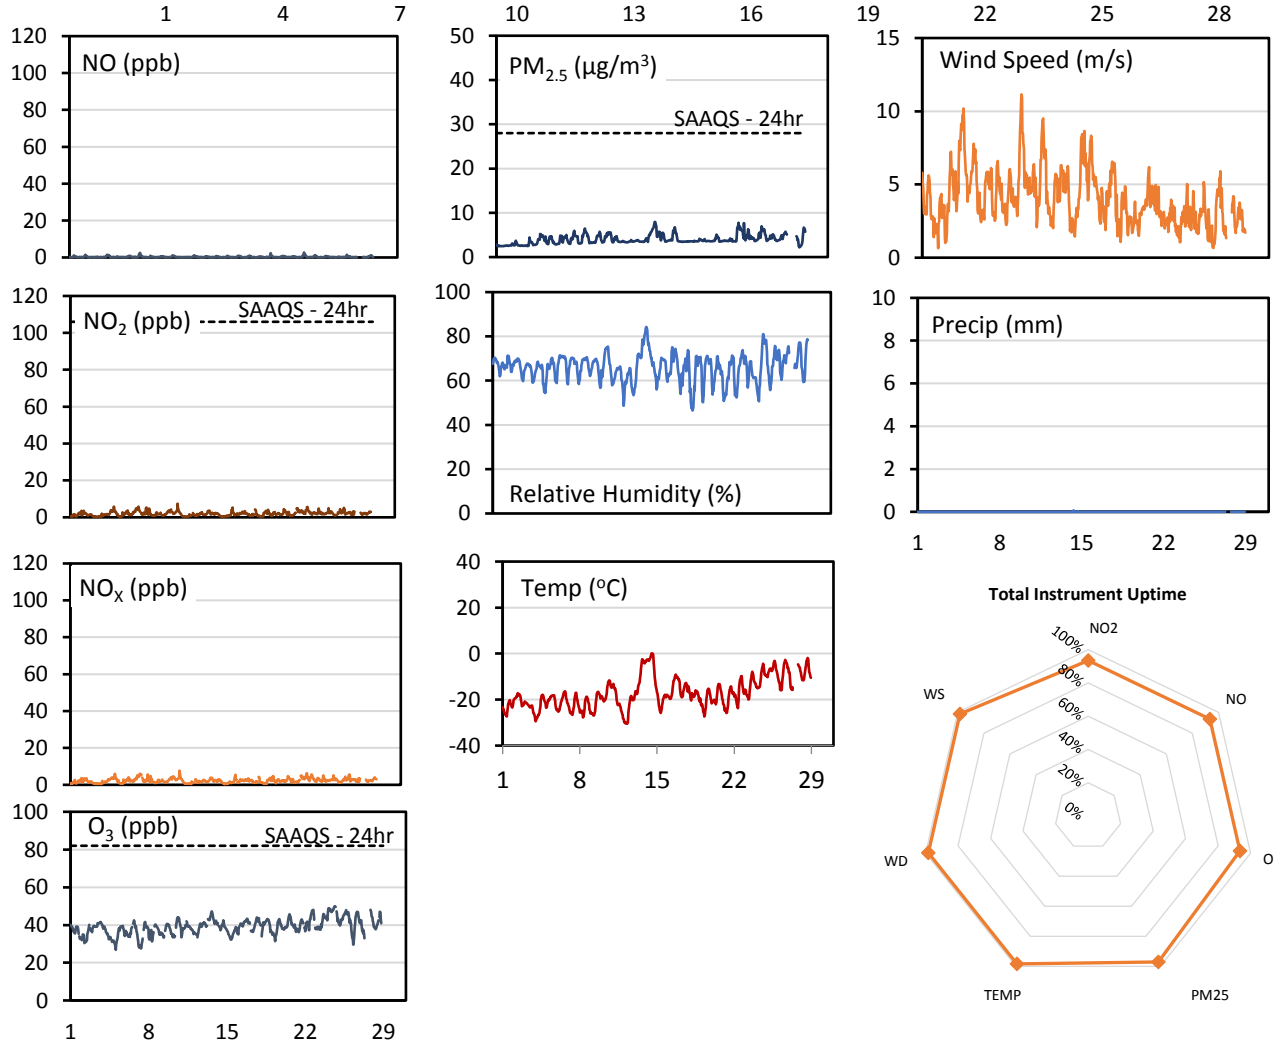 1 4 7 10 13 16 19 22 25 28
NO (ppb)
120
100
80
60
40
20
0
PM2.5 (µg/m³)
SAAQS - 24hr
50
40
30
20
10
0
Wind Speed (m/s)
15
10
5
0
NO2 (ppb)
SAAQS - 24hr
120
100
80
60
40
20
0
Relative Humidity (%)
100
80
60
40
20
0
Precip (mm)
10
8
6
4
2
0
1 8 15 22 29
NOX (ppb)
120
100
80
60
40
20
0
Temp (°C)
40
20
0
-20
-40
1 8 15 22 29
Total Instrument Uptime
NO2
NO
O
PM25
TEMP
WD
WS
100%
80%
60%
40%
20%
0%
O3 (ppb)
SAAQS - 24hr
100
80
60
40
20
0
1 8 15 22 29